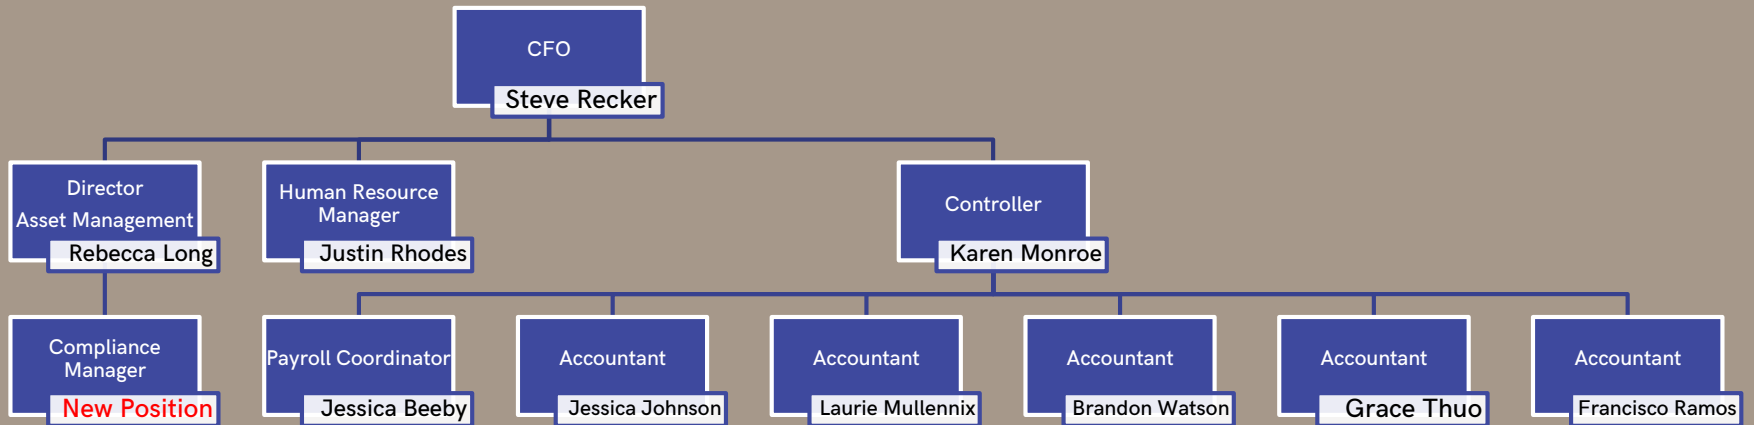 CFO
Steve Recker
Director
Asset Management
Rebecca Long
Human Resource
Manager
Justin Rhodes
Controller
Karen Monroe
Compliance
Manager
New Position
Payroll Coordinator
Jessica Beeby
Accountant
Jessica Johnson
Accountant
Laurie Mullennix
Accountant
Brandon Watson
Accountant
Grace Thuo
Accountant
Francisco Ramos